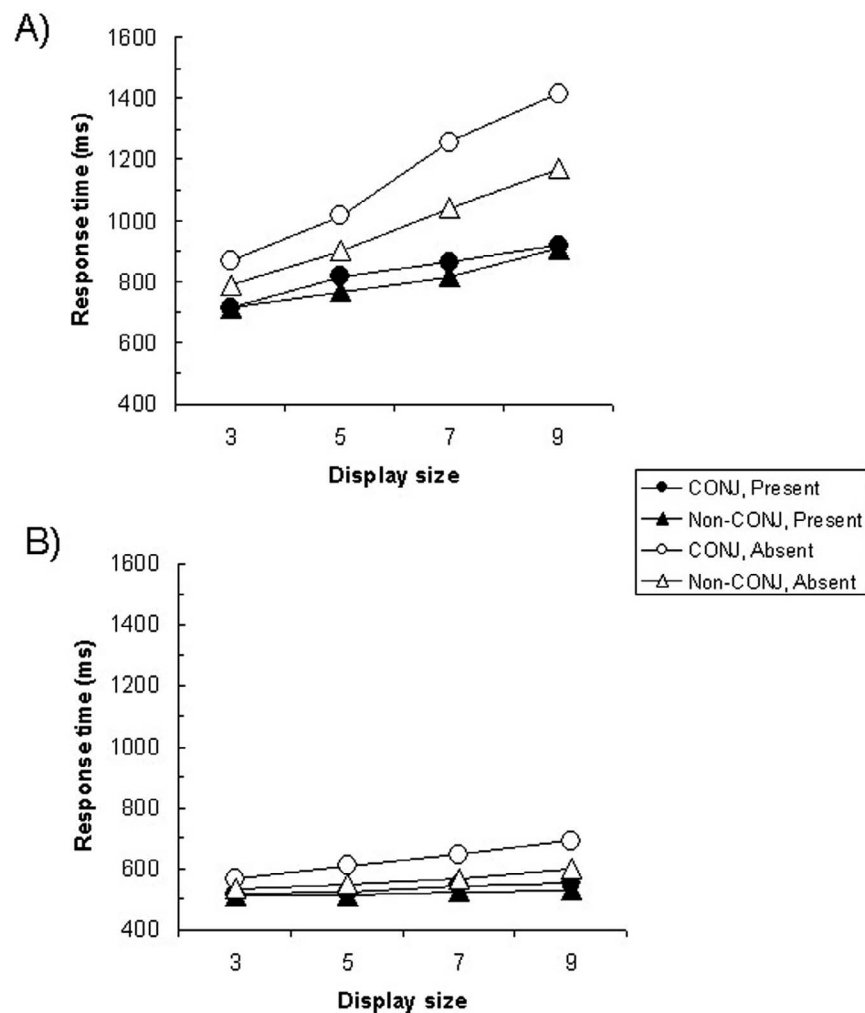 A)
1600
1400
1200
1000
800
600
400
Response time (ms)
3 5 7 9
Display size
CONJ, Present
Non-CONJ, Present
CONJ, Absent
Non-CONJ, Absent
B)
1600
1400
1200
1000
800
600
400
Response time (ms)
3 5 7 9
Display size